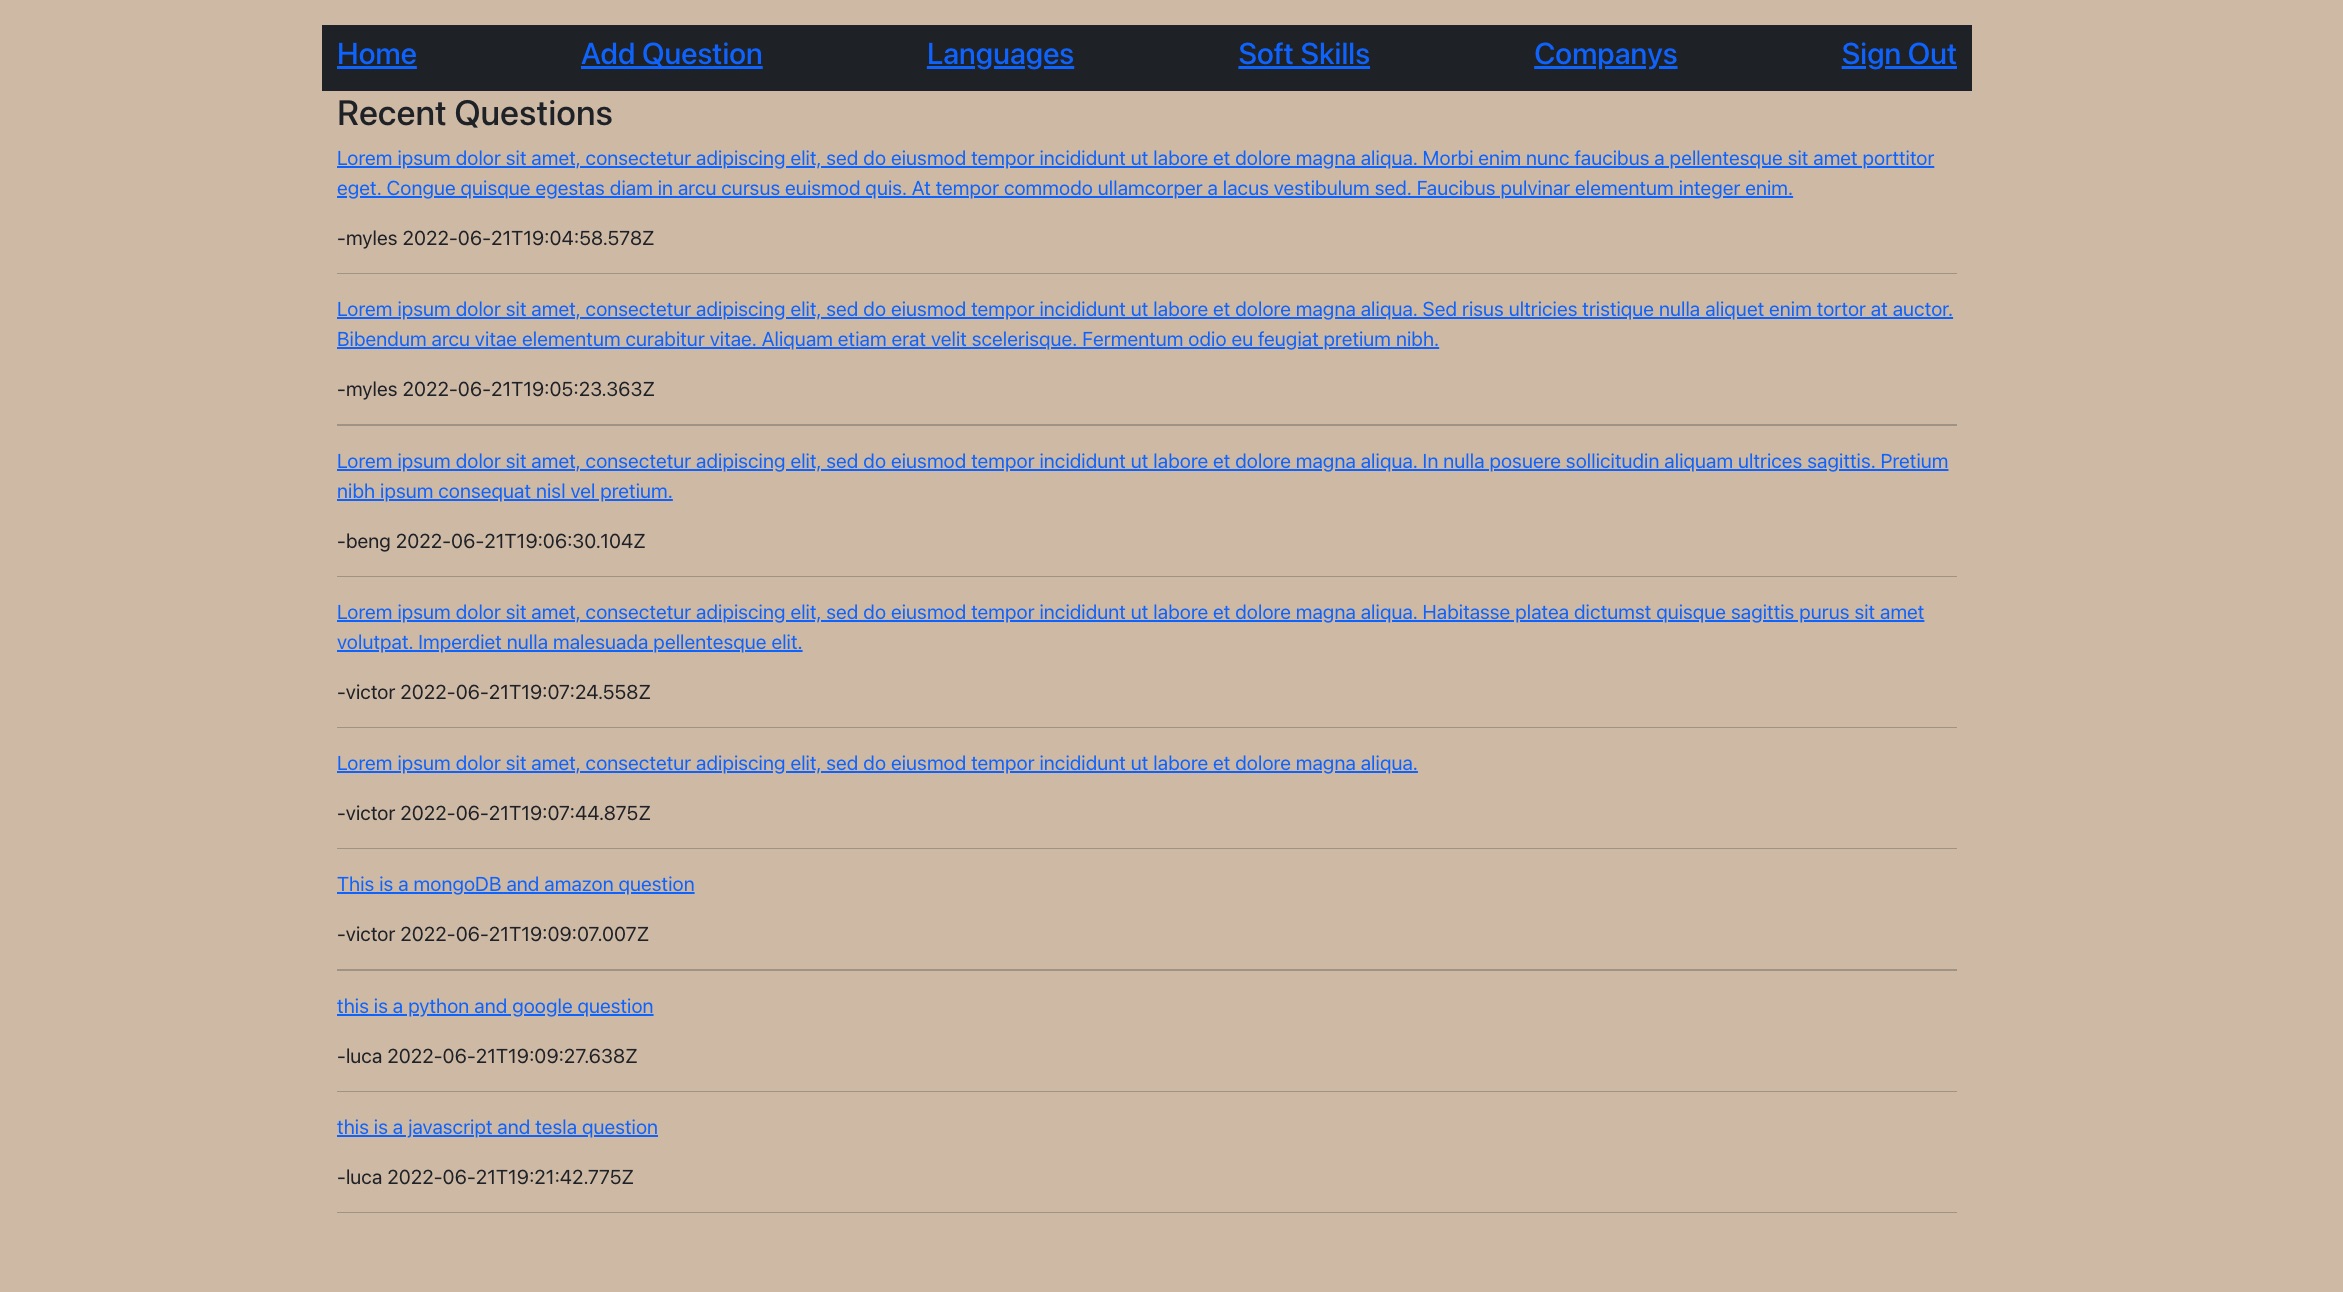 Home Add Question Languages Soft Skills Companys Sign Out
Recent Questions
Lorem ipsum dolor sit amet, consectetur adipiscing elit, sed do eiusmod tempor incididunt ut labore et dolore magna aliqua. Morbi enim nunc faucibus a pellentesque sit amet porttitor
eget. Congue quisque egestas diam in arcu cursus euismod quis. At tempor commodo ullamcorper a lacus vestibulum sed. Faucibus pulvinar elementum integer enim.
-myles 2022-06-21T19:04:58.578Z
Lorem ipsum dolor sit amet, consectetur adipiscing elit, sed do eiusmod tempor incididunt ut labore et dolore magna aliqua. Sed risus ultricies tristique nulla aliquet enim tortor at auctor.
Bibendum arcu vitae elementum curabitur vitae. Aliquam etiam erat velit scelerisque. Fermentum odio eu feugiat pretium nibh.
-myles 2022-06-21T19:05:23.363Z
Lorem ipsum dolor sit amet, consectetur adipiscing elit, sed do eiusmod tempor incididunt ut labore et dolore magna aliqua. In nulla posuere sollicitudin aliquam ultrices sagittis. Pretium
nibh ipsum consequat nisl vel pretium.
-beng 2022-06-21T19:06:30.104Z
Lorem ipsum dolor sit amet, consectetur adipiscing elit, sed do eiusmod tempor incididunt ut labore et dolore magna aliqua. Habitasse platea dictumst quisque sagittis purus sit amet
volutpat. Imperdiet nulla malesuada pellentesque elit.
-victor 2022-06-21T19:07:24.558Z
Lorem ipsum dolor sit amet, consectetur adipiscing elit, sed do eiusmod tempor incididunt ut labore et dolore magna aliqua.
-victor 2022-06-21T19:07:44.875Z
This is a mongoDB and amazon question
-victor 2022-06-21T19:09:07.007Z
this is a python and google question
-luca 2022-06-21T19:09:27.638Z
this is a javascript and tesla question
-luca 2022-06-21T19:21:42.775Z